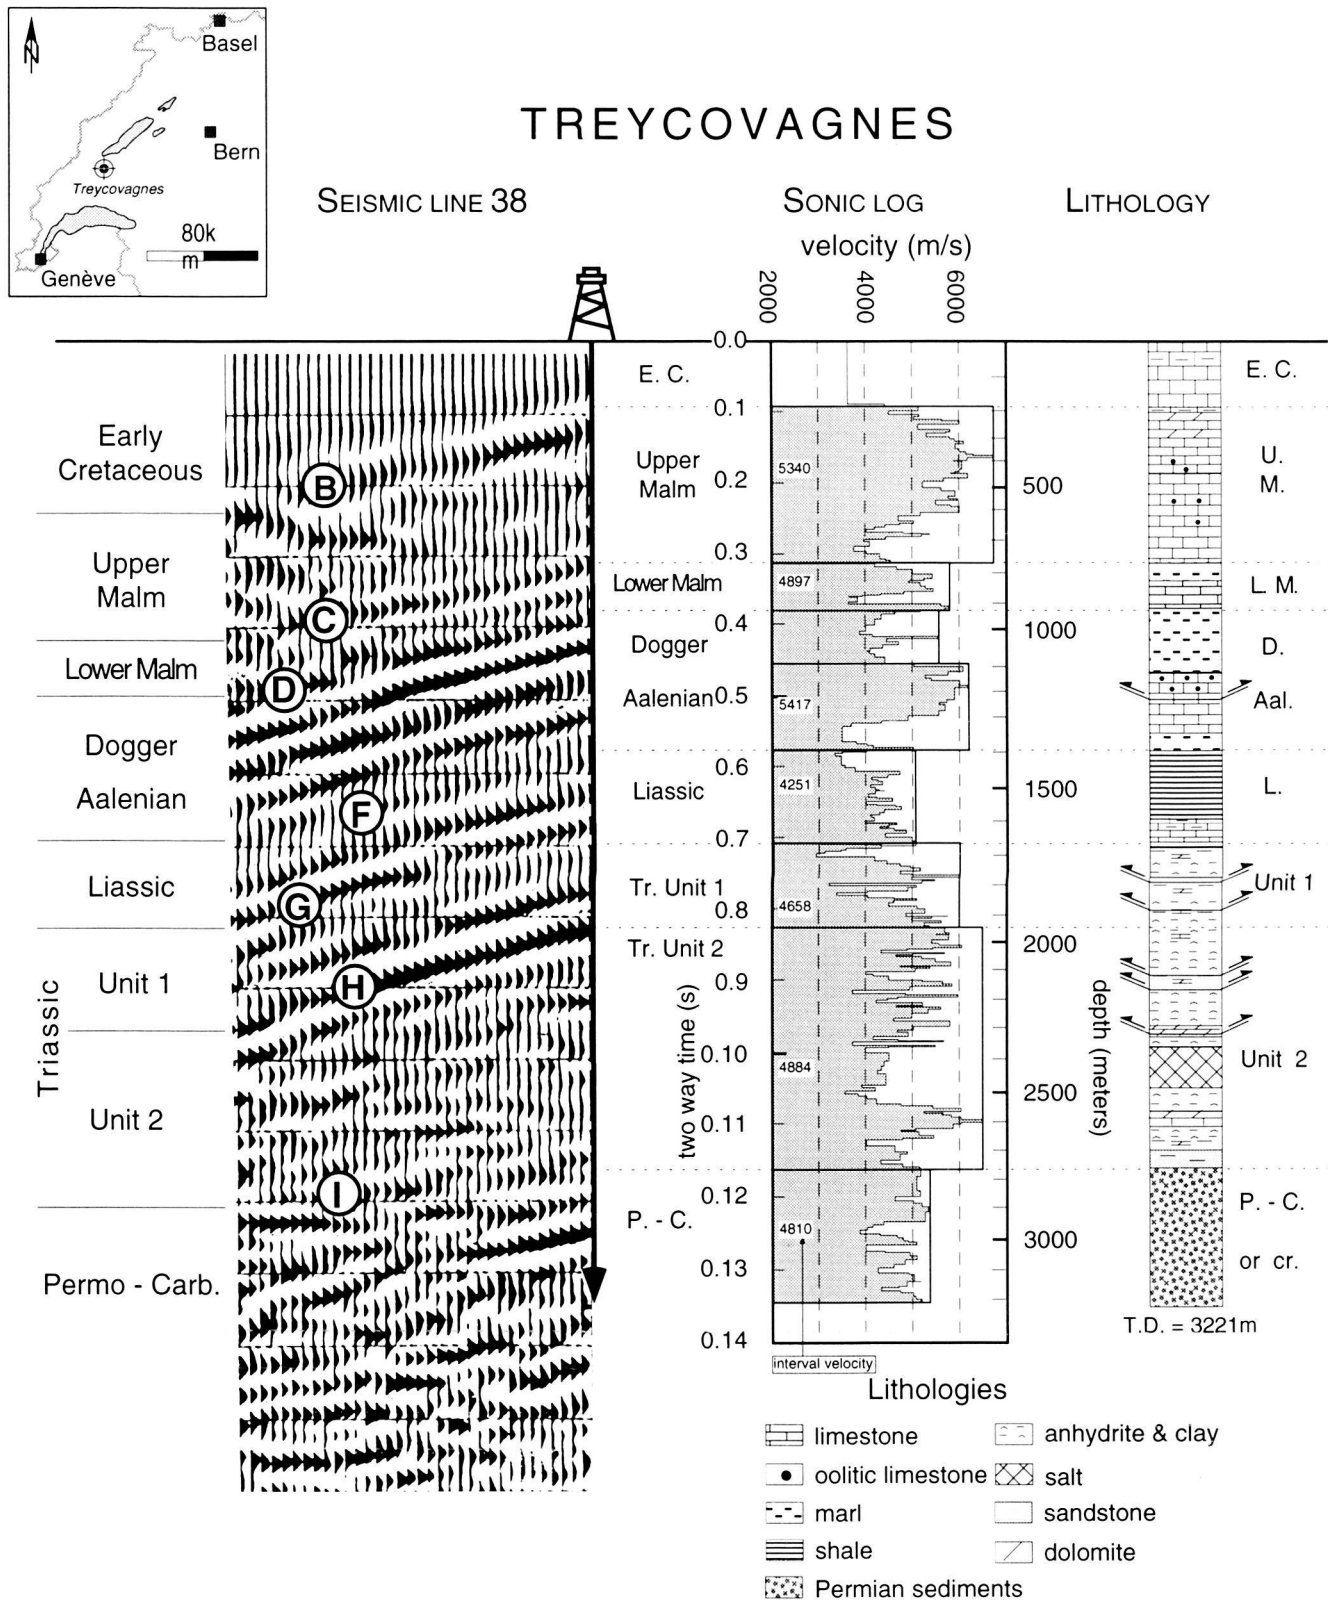 N
Basel
Bern
Treycovagnes
80k
m
Genève
TREYCOVAGNES
SEISMIC LINE 38
SONIC LOG
velocity (m/s)
2000
4000
6000
LITHOLOGY
Early
Cretaceous
Upper
Malm
Lower Malm
Dogger
Aalenian
Liassic
Triassic
Unit 1
Unit 2
Permo - Carb.
B
C
D
F
G
H
I
E. C.
Upper
Malm
Lower Malm
Dogger
Aalenian
Liassic
Tr. Unit 1
Tr. Unit 2
P. - C.
two way time (s)
0.0
0.1
0.2
0.3
0.4
0.5
0.6
0.7
0.8
0.9
0.10
0.11
0.12
0.13
0.14
5340
4897
5417
4251
4658
4884
4810
interval velocity
500
1000
1500
2000
2500
3000
depth (meters)
E. C.
U.
M.
L. M.
D.
Aal.
L.
Unit 1
Unit 2
P. - C.
or cr.
T.D. = 3221m
Lithologies
limestone
oolitic limestone
marl
shale
Permian sediments
anhydrite & clay
salt
sandstone
dolomite